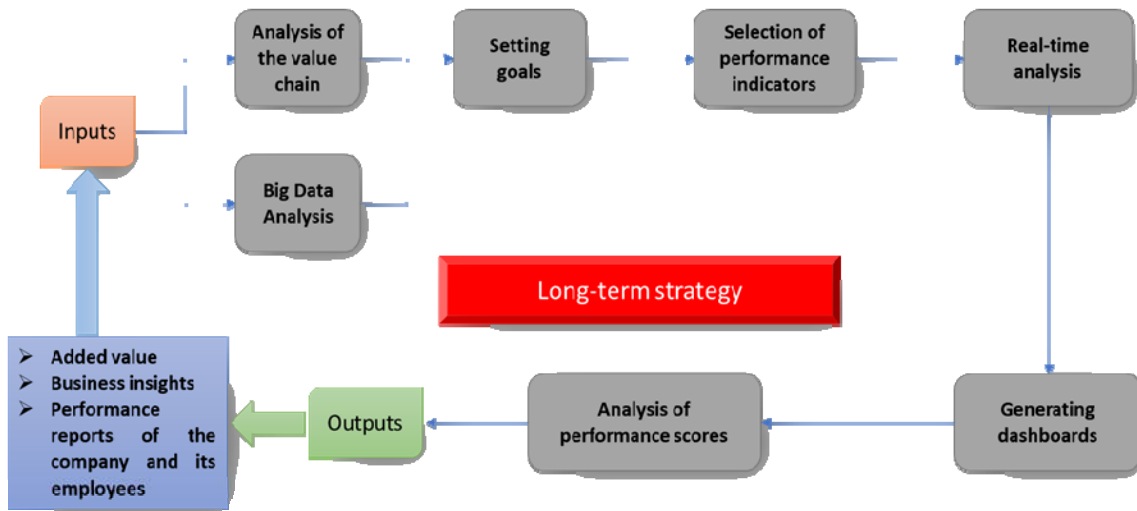 Analysis of
the value
chain
Setting
goals
Selection of
performance
indicators
Real-time
analysis
Inputs
Big Data
Analysis
Long-term strategy
➢ Added value
➢ Business insights
➢ Performance
reports of the
company and its
employees
Outputs
Analysis of
performance scores
Generating
dashboards